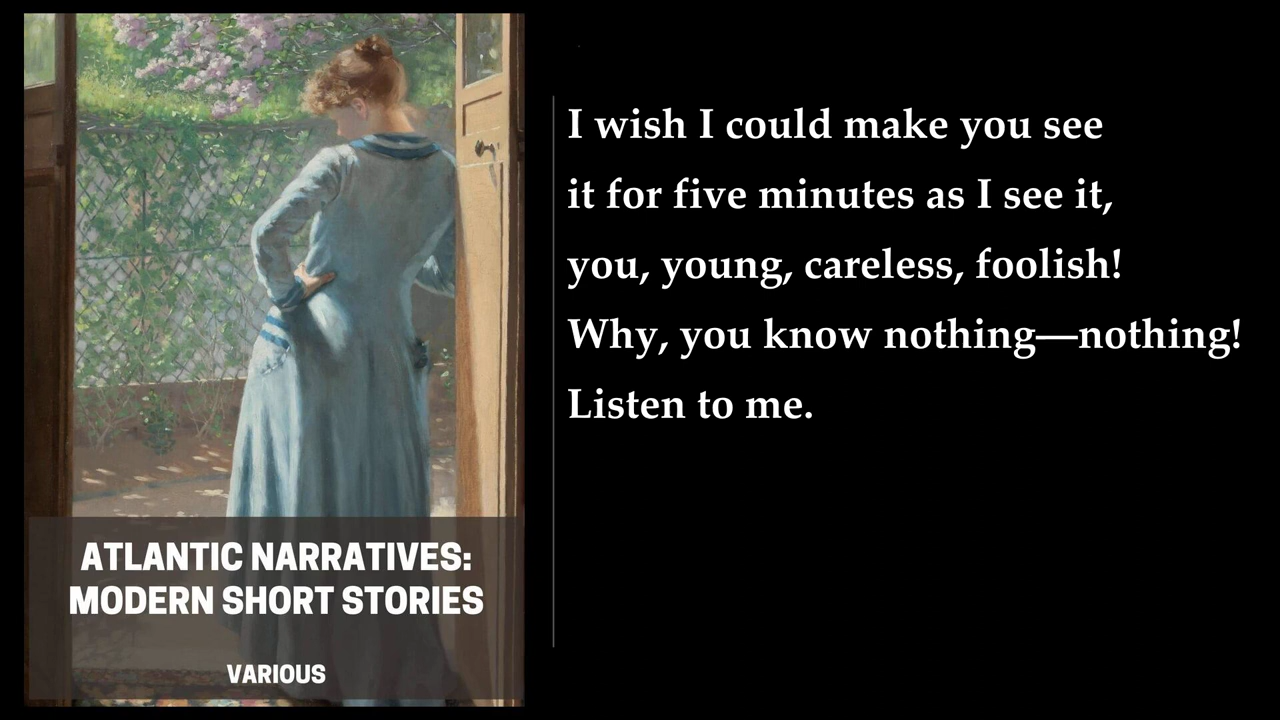 I wish I could make you see
it for five minutes as I see it,
you, young, careless, foolish!
Why, you know nothing—nothing!
Listen to me.
ATLANTIC NARRATIVES:
MODERN SHORT STORIES
VARIOUS